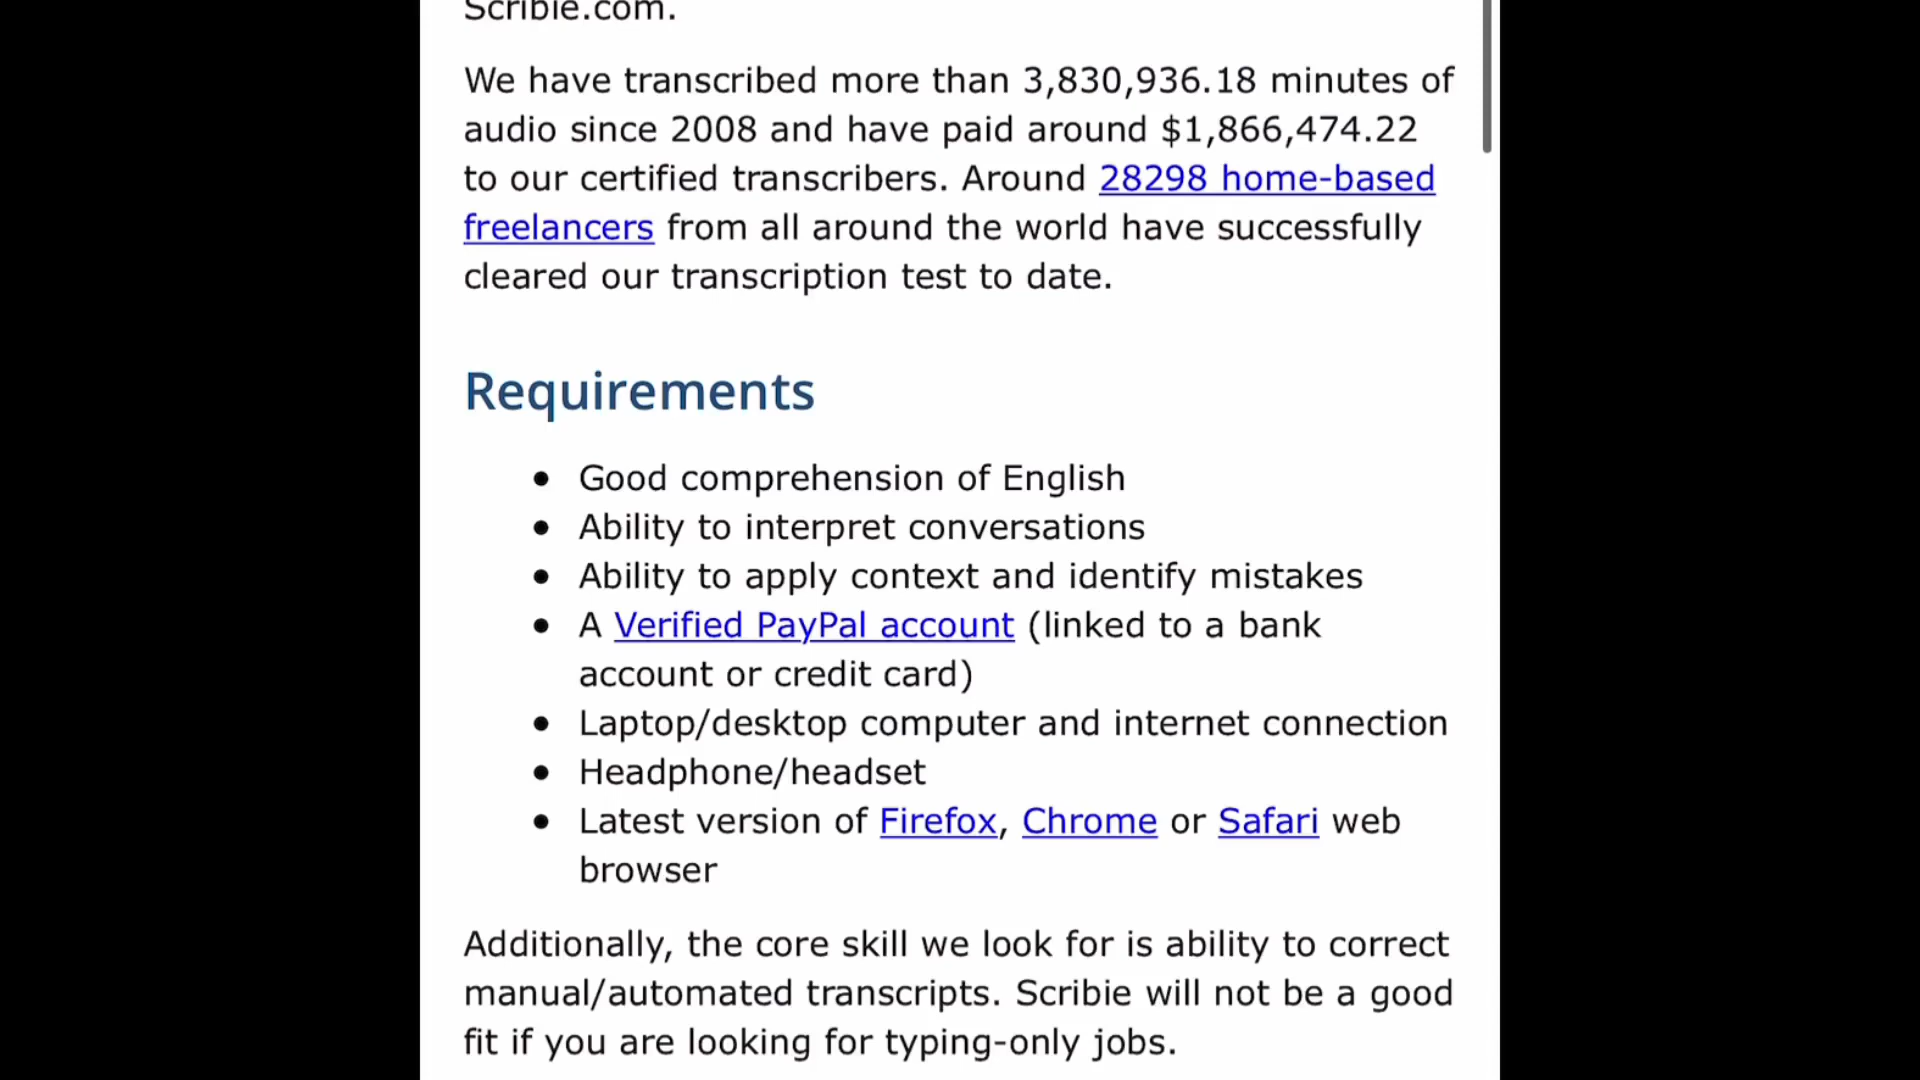 Scribie.com.
We have transcribed more than 3,830,936.18 minutes of
audio since 2008 and have paid around $1,866,474.22
to our certified transcribers. Around 28298 home-based
freelancers from all around the world have successfully
cleared our transcription test to date.
Requirements
• Good comprehension of English
• Ability to interpret conversations
• Ability to apply context and identify mistakes
• A Verified PayPal account (linked to a bank
account or credit card)
• Laptop/desktop computer and internet connection
• Headphone/headset
• Latest version of Firefox, Chrome or Safari web
browser
Additionally, the core skill we look for is ability to correct
manual/automated transcripts. Scribie will not be a good
fit if you are looking for typing-only jobs.